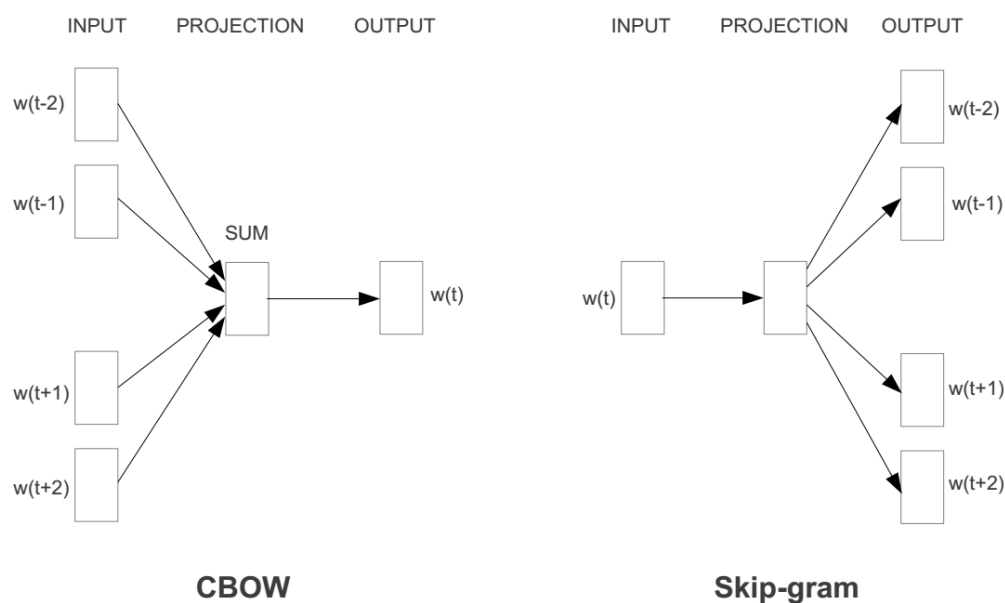 INPUT PROJECTION OUTPUT
w(t-2)
w(t-1)
SUM
w(t)
w(t+1)
w(t+2)
CBOW
INPUT PROJECTION OUTPUT
w(t-2)
w(t-1)
w(t)
w(t+1)
w(t+2)
Skip-gram